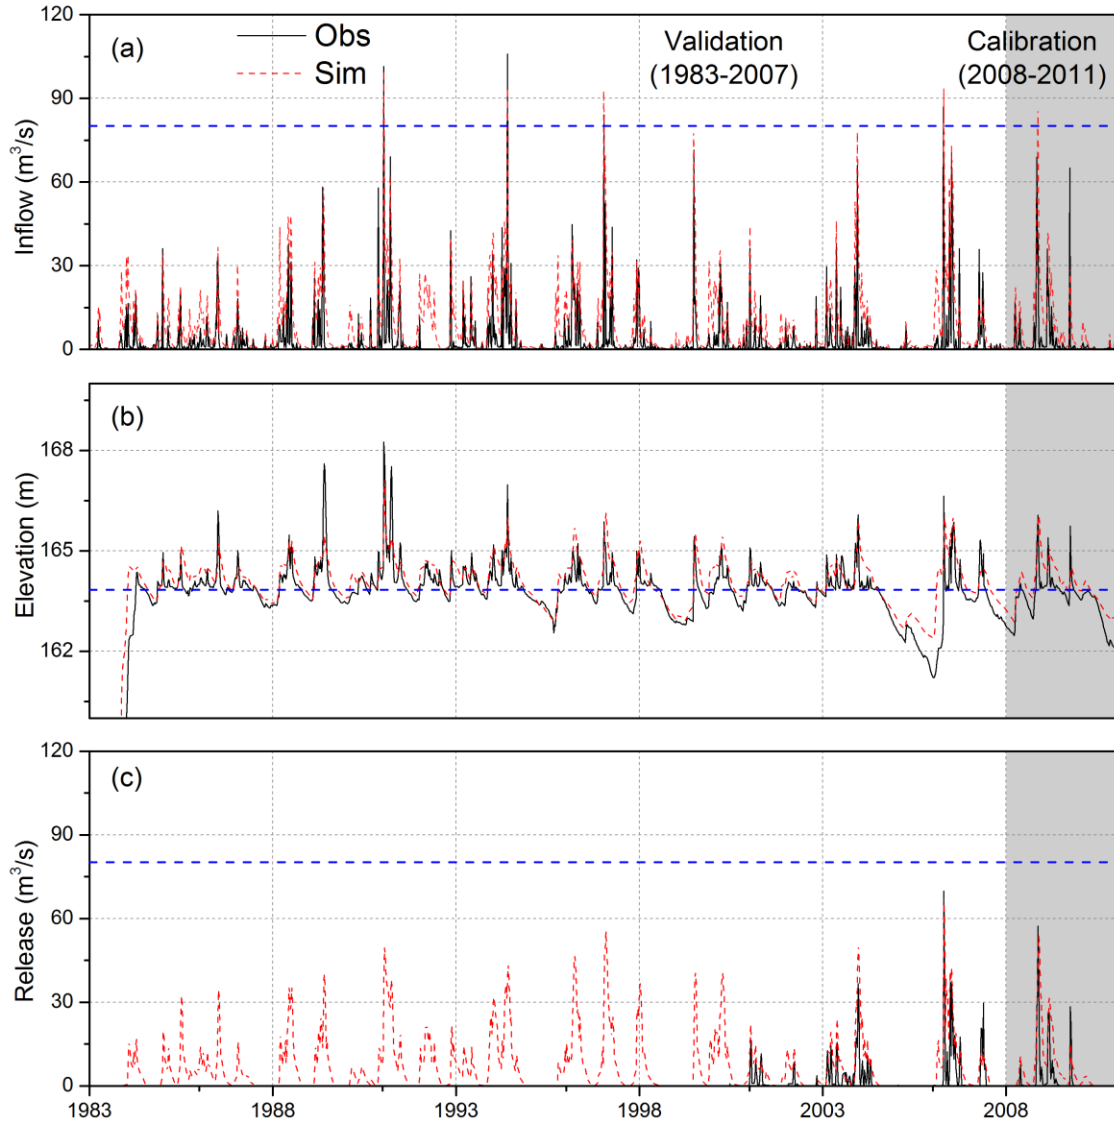 120
90
60
30
0
Inflow (m³/s)
(a)
Obs
Sim
Validation
(1983-2007)
Calibration
(2008-2011)
168
165
162
Elevation (m)
(b)
120
90
60
30
0
Release (m³/s)
(c)
1983 1988 1993 1998 2003 2008